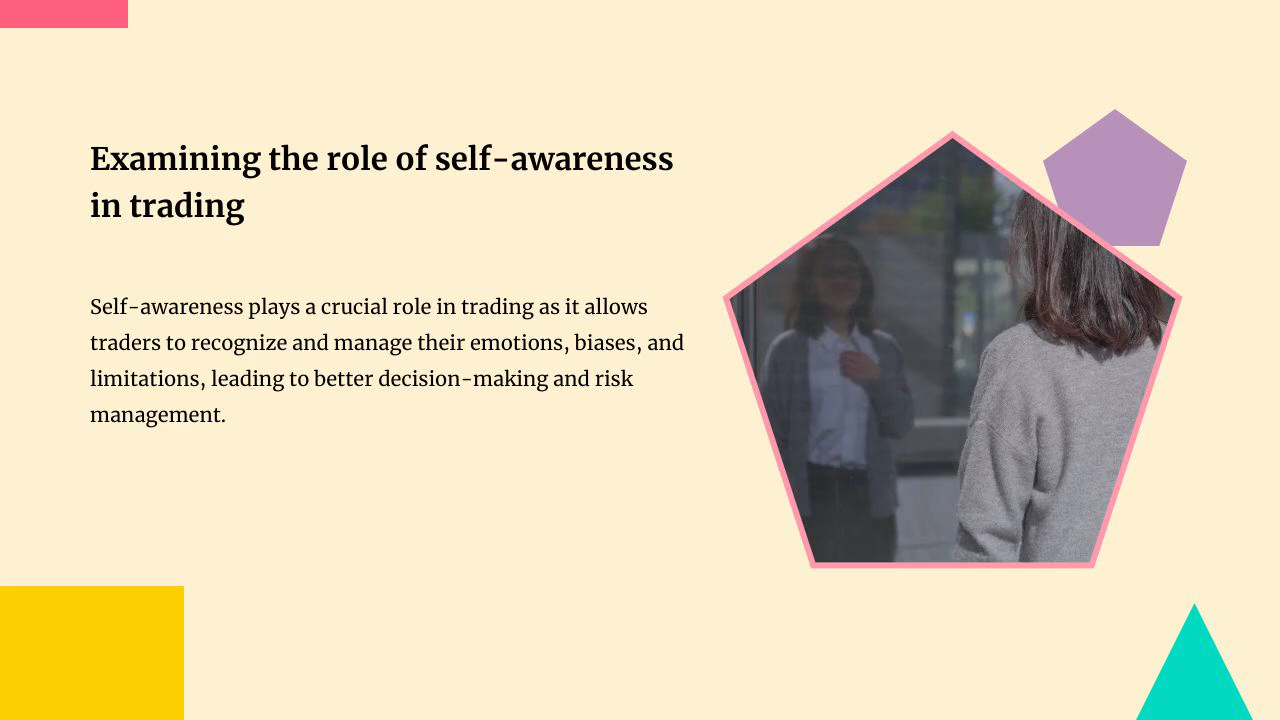 Examining the role of self-awareness
in trading
Self-awareness plays a crucial role in trading as it allows
traders to recognize and manage their emotions, biases, and
limitations, leading to better decision-making and risk
management.